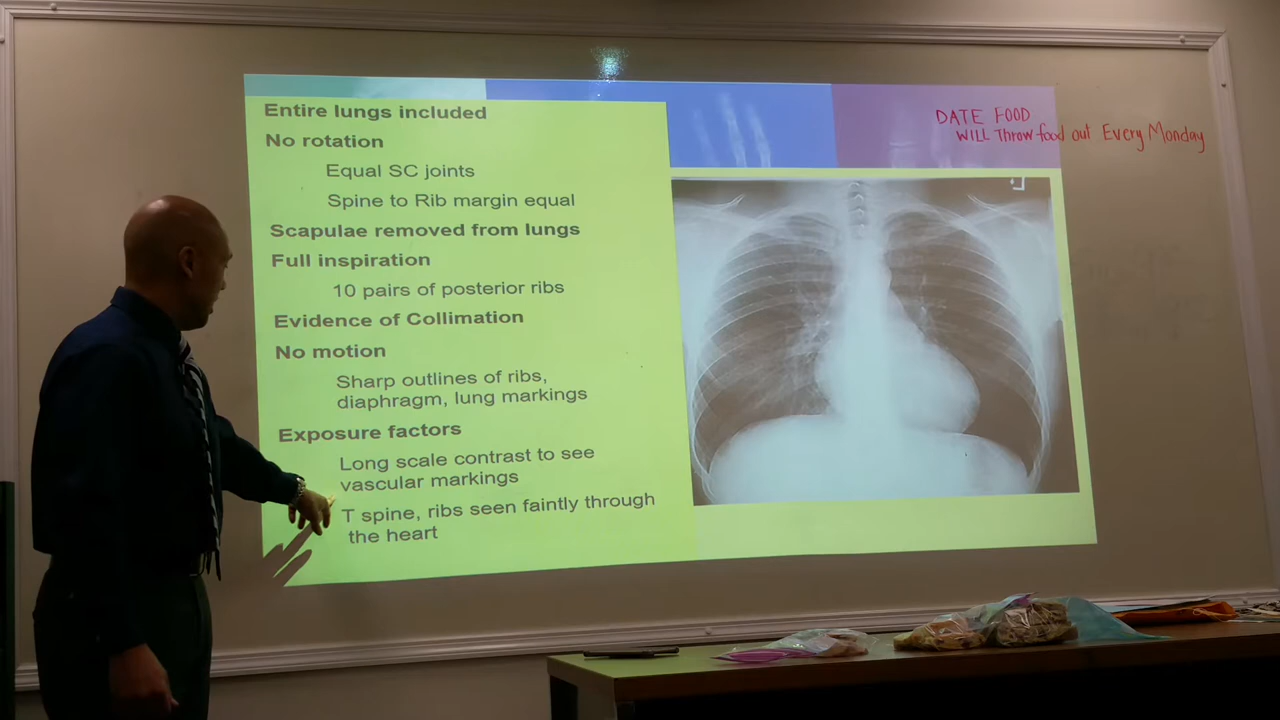 Entire lungs included
No rotation
Equal SC joints
Spine to Rib margin equal
Scapulae removed from lungs
Full inspiration
10 pairs of posterior ribs
Evidence of Collimation
No motion
Sharp outlines of ribs,
diaphragm, lung markings
Exposure factors
Long scale contrast to see
vascular markings
T spine, ribs seen faintly through
the heart
DATE FOOD
WILL Throw food out Every Monday